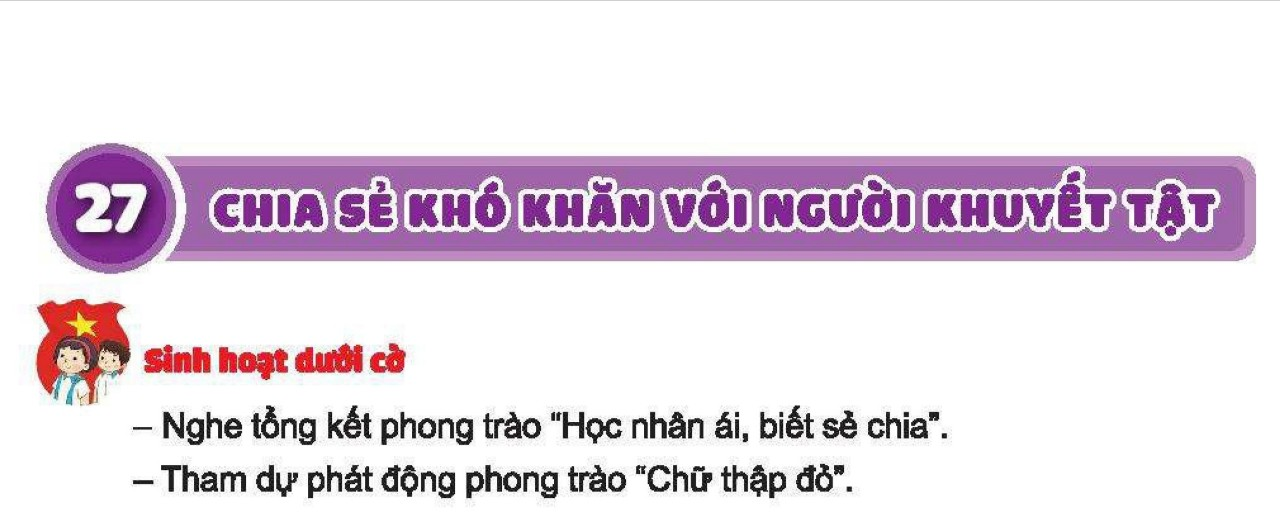 27
CHIA SẺ KHÓ KHĂN VỚI NGƯỜI KHUYẾT TẬT
Sinh hoạt dưới cờ
– Nghe tổng kết phong trào “Học nhân ái, biết sẻ chia”.
– Tham dự phát động phong trào “Chữ thập đỏ”.